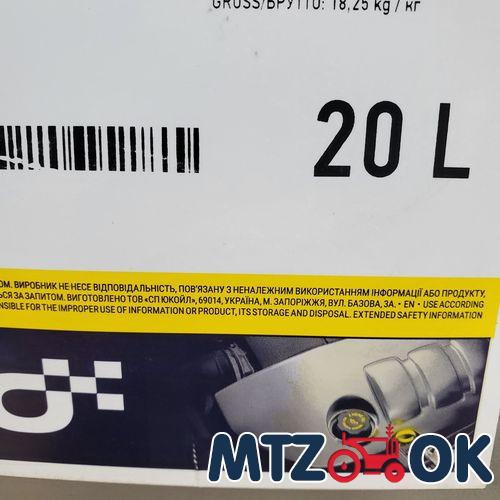 GROSS/БРУТТО: 18,25 kg / кг
20 L
ОМ. ВИРОБНИК НЕ НЕСЕ ВІДПОВІДАЛЬНІСТЬ, ПОВ'ЯЗАНУ З НЕНАЛЕЖНИМ ВИКОРИСТАННЯМ ІНФОРМАЦІЇ АБО ПРОДУКТУ,
ЬСЯ ЗА ЗАПИТОМ. ВИГОТОВЛЕНО ТОВ «СП ЮКОЙЛ», 69014, УКРАЇНА, М. ЗАПОРІЖЖЯ, ВУЛ. БАЗОВА, 3А. • EN • USE ACCORDING
NSIBLE FOR THE IMPROPER USE OF INFORMATION OR PRODUCT, ITS STORAGE AND DISPOSAL. EXTENDED SAFETY INFORMATION
MTZ OK